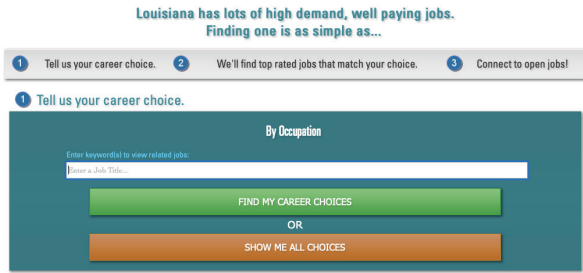 Louisiana has lots of high demand, well paying jobs.
Finding one is as simple as...
1 Tell us your career choice. 2 We'll find top rated jobs that match your choice. 3 Connect to open jobs!
1 Tell us your career choice.
By Occupation
Enter keyword(s) to view related jobs:
Enter a Job Title...
FIND MY CAREER CHOICES
OR
SHOW ME ALL CHOICES